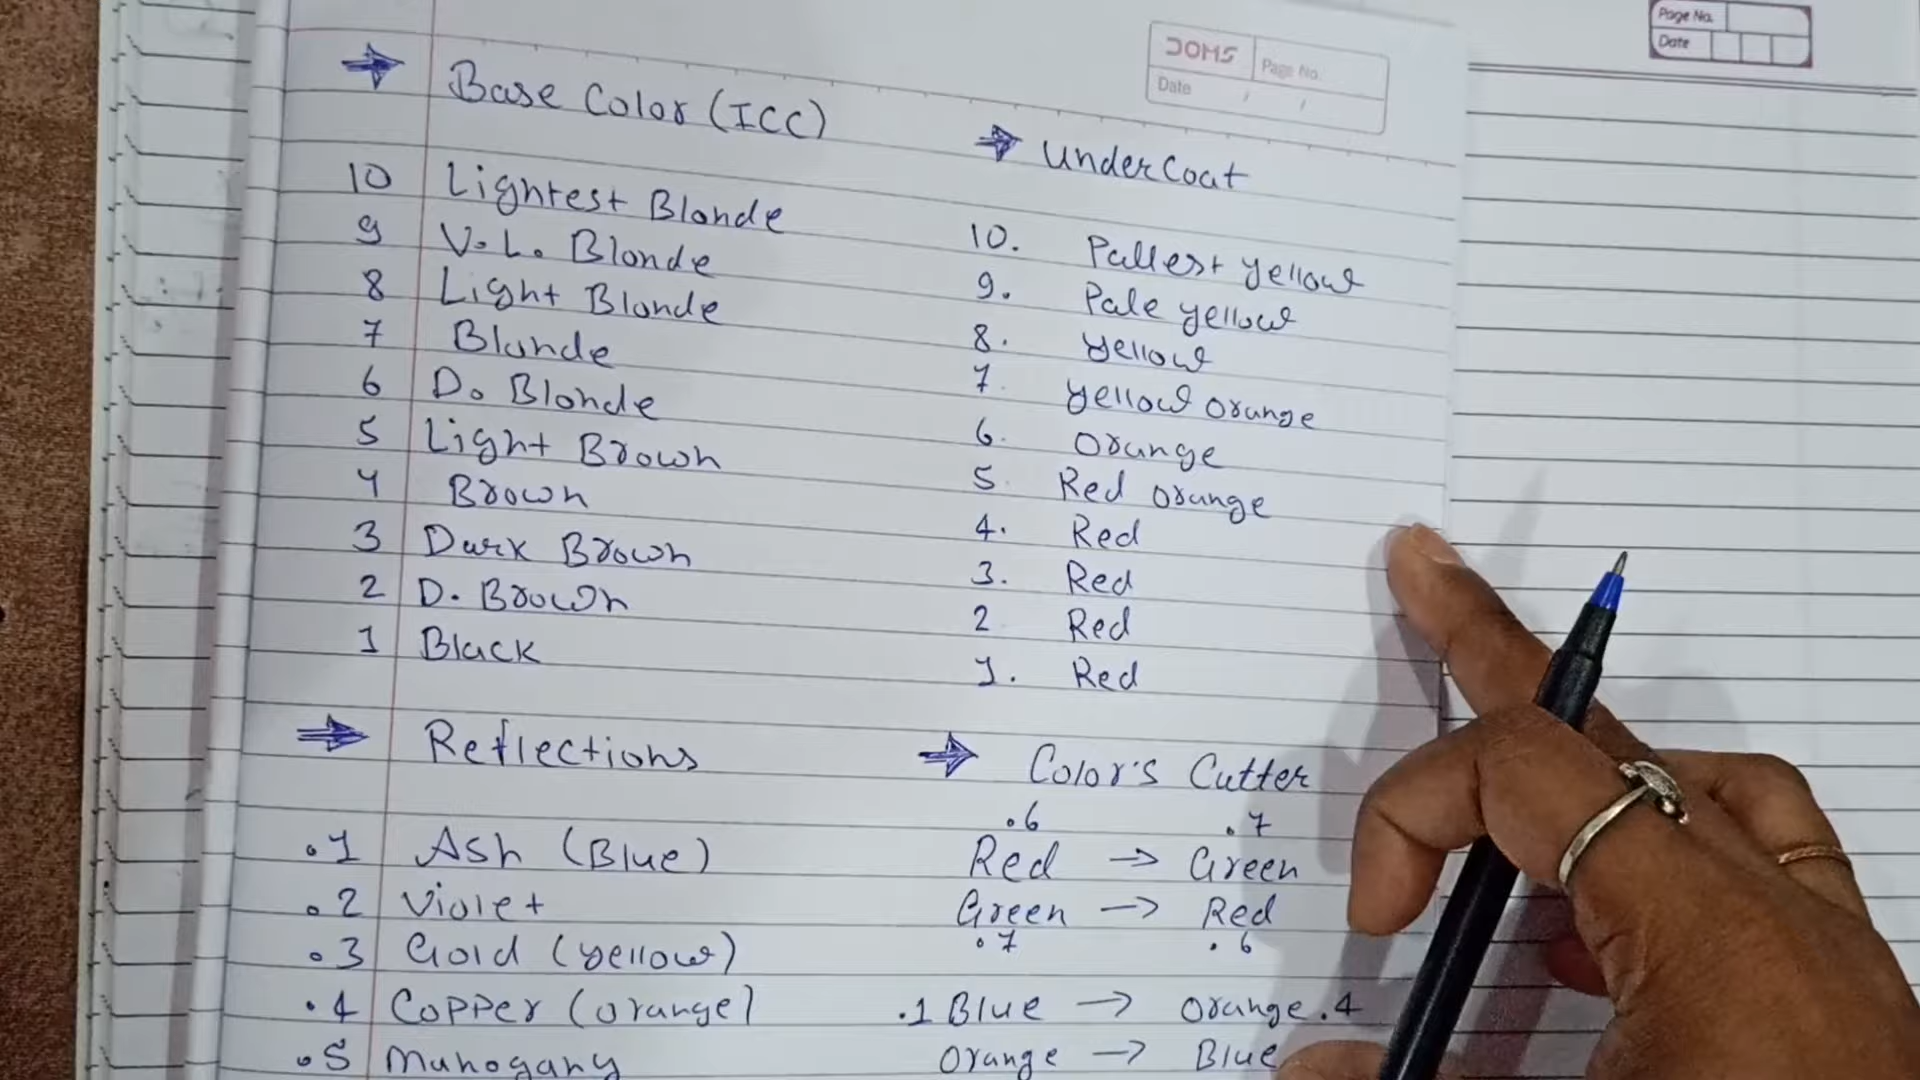 Page No.
Date
DOMS Page No.
Date / /
Base Color (ICC)
10 Lightest Blonde
9 V.L. Blonde
8 Light Blonde
7 Blonde
6 D. Blonde
5 Light Brown
4 Brown
3 Dark Brown
2 D. Brown
1 Black
UnderCoat
10. Pallest yellow
9. Pale yellow
8. yellow
7. yellow orange
6. Orange
5. Red orange
4. Red
3. Red
2 Red
1. Red
Reflections
.1 Ash (Blue)
.2 Violet
.3 Gold (yellow)
.4 Copper (orange)
.5 Mahogany
Color's Cutter
.6 .7
Red → Green
Green → Red
.7 .6
.1 Blue → orange .4
Orange → Blue